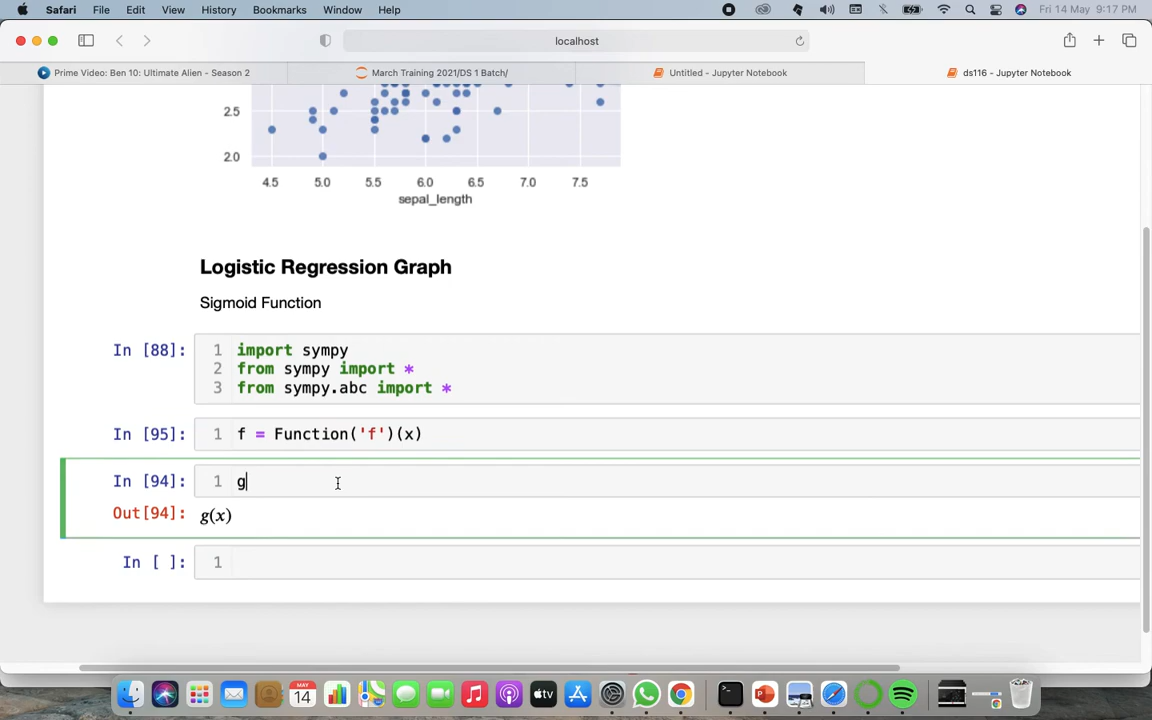 Safari File Edit View History Bookmarks Window Help Fri 14 May 9:17 PM
localhost
Prime Video: Ben 10: Ultimate Alien - Season 2 March Training 2021/DS 1 Batch/ Untitled - Jupyter Notebook ds116 - Jupyter Notebook
2.5
2.0
4.5 5.0 5.5 6.0 6.5 7.0 7.5
sepal_length
Logistic Regression Graph
Sigmoid Function
In [88]: 1 import sympy
2 from sympy import *
3 from sympy.abc import *
In [95]: 1 f = Function('f')(x)
In [94]: 1 g
Out[94]: g(x)
In [ ]: 1
MAY
14
tv